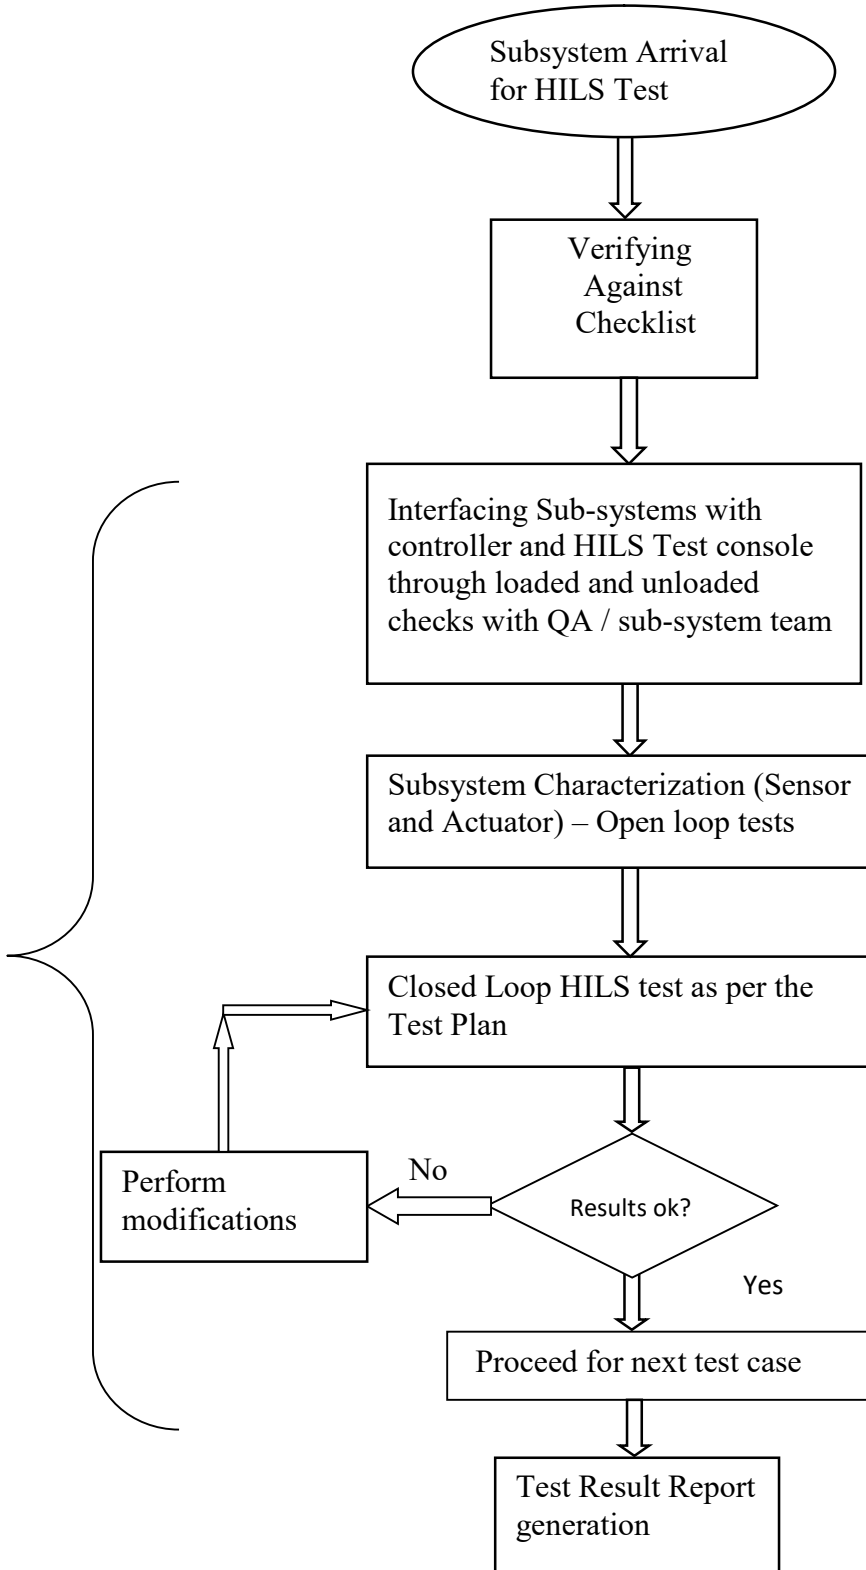 Subsystem Arrival
for HILS Test
Verifying
Against
Checklist
Interfacing Sub-systems with
controller and HILS Test console
through loaded and unloaded
checks with QA / sub-system team
Subsystem Characterization (Sensor
and Actuator) – Open loop tests
Closed Loop HILS test as per the
Test Plan
No
Perform
modifications
Results ok?
Yes
Proceed for next test case
Test Result Report
generation